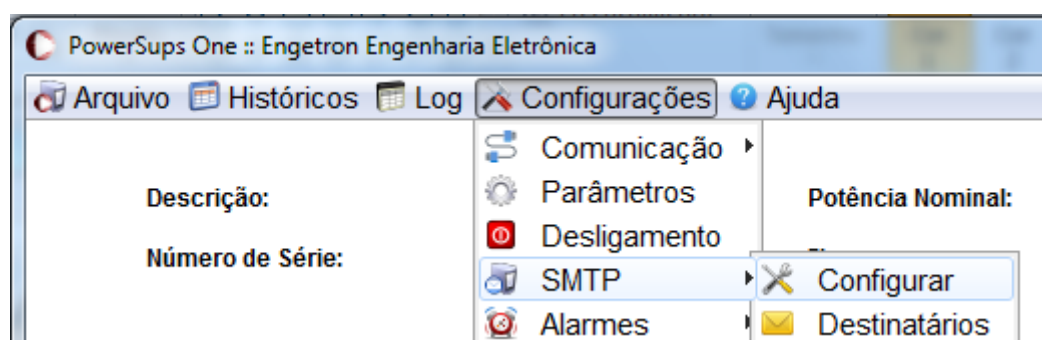 PowerSups One :: Engetron Engenharia Eletrônica
Arquivo Históricos Log Configurações Ajuda
Comunicação
Descrição: Parâmetros Potência Nominal:
Desligamento
Número de Série:
SMTP Configurar
Alarmes Destinatários